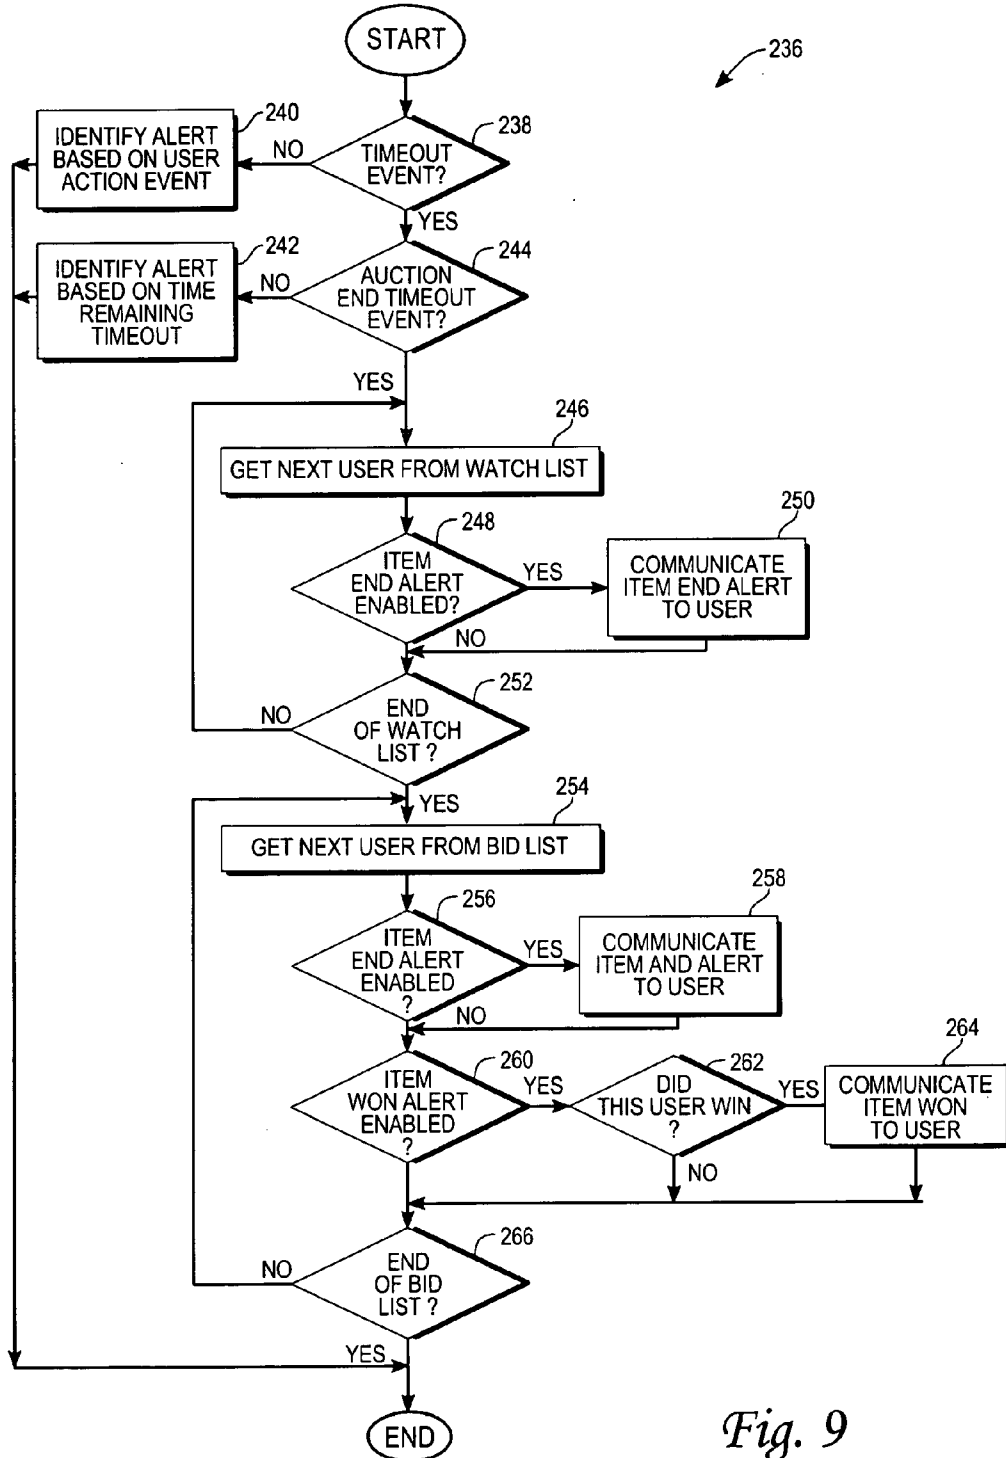 START
236
240
IDENTIFY ALERT
BASED ON USER
ACTION EVENT
NO
238
TIMEOUT
EVENT?
YES
242
IDENTIFY ALERT
BASED ON TIME
REMAINING
TIMEOUT
NO
244
AUCTION
END TIMEOUT
EVENT?
YES
246
GET NEXT USER FROM WATCH LIST
248
ITEM
END ALERT
ENABLED?
YES
250
COMMUNICATE
ITEM END ALERT
TO USER
NO
252
END
OF WATCH
LIST ?
NO
YES
254
GET NEXT USER FROM BID LIST
256
ITEM
END ALERT
ENABLED
?
YES
258
COMMUNICATE
ITEM AND ALERT
TO USER
NO
260
ITEM
WON ALERT
ENABLED
?
YES
262
DID
THIS USER WIN
?
YES
264
COMMUNICATE
ITEM WON
TO USER
NO
266
END
OF BID
LIST ?
NO
YES
END
Fig. 9